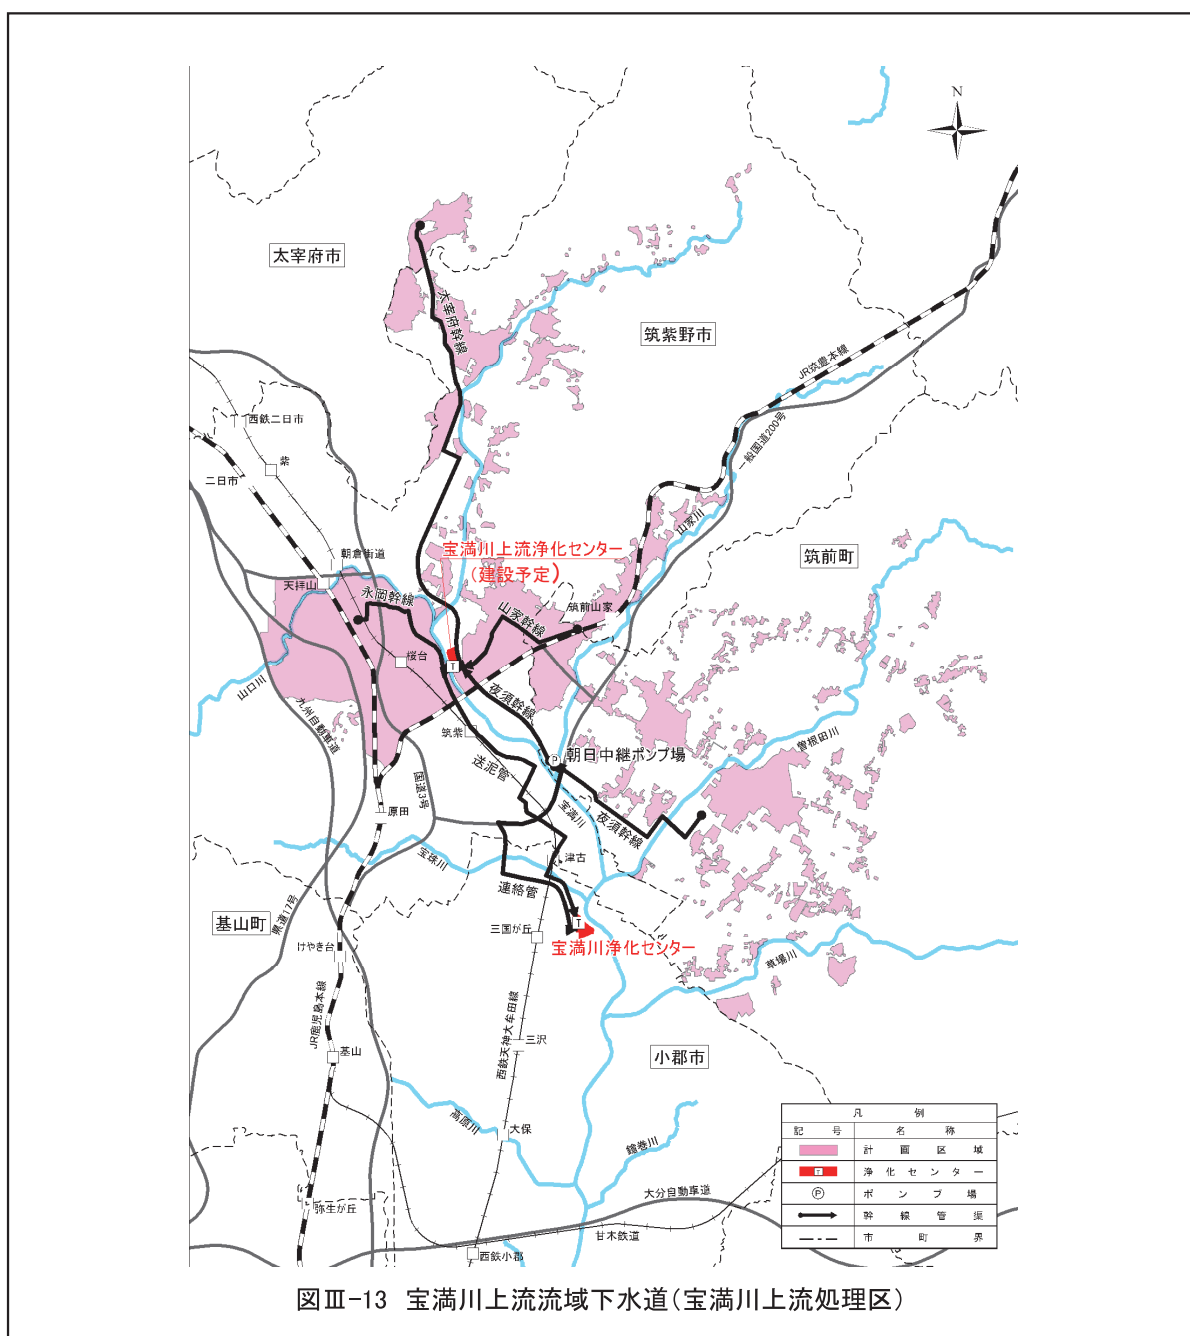 N
太宰府市
太宰府幹線
筑紫野市
JR筑豊本線
西鉄二日市
紫
二日市
一般国道200号
山家川
宝満川上流浄化センター
(建設予定)
筑前町
朝倉街道
天拝山
永岡幹線
山家幹線
筑前山家
桜台
T
山口川
九州自動車道
夜須幹線
筑紫
送泥管
P
朝日中継ポンプ場
曽根田川
国道3号
原田
宝満川
夜須幹線
宝珠川
津古
連絡管
基山町
県道17号
三国が丘
T
宝満川浄化センター
けやき台
草場川
JR鹿児島本線
西鉄天神大牟田線
三沢
基山
小郡市
高原川
大保
鐘巻川
大分自動車道
弥生が丘
甘木鉄道
西鉄小郡
凡例
記号 名称
計画区域
T 浄化センター
P ポンプ場
幹線管渠
市町界
図Ⅲ-13 宝満川上流流域下水道(宝満川上流処理区)